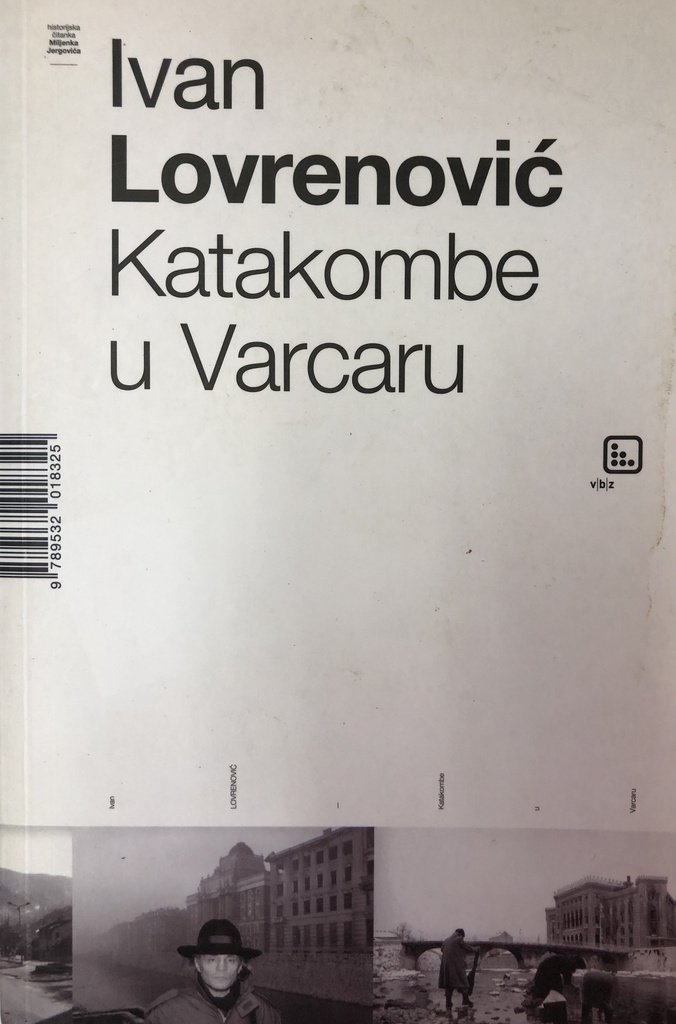 historijska
čitanka
Miljenka
Jergovića
Ivan
Lovrenović
Katakombe
u Varcaru
9 789532 018325
v|b|z
Ivan
LOVRENOVIĆ
–
Katakombe
u
Varcaru